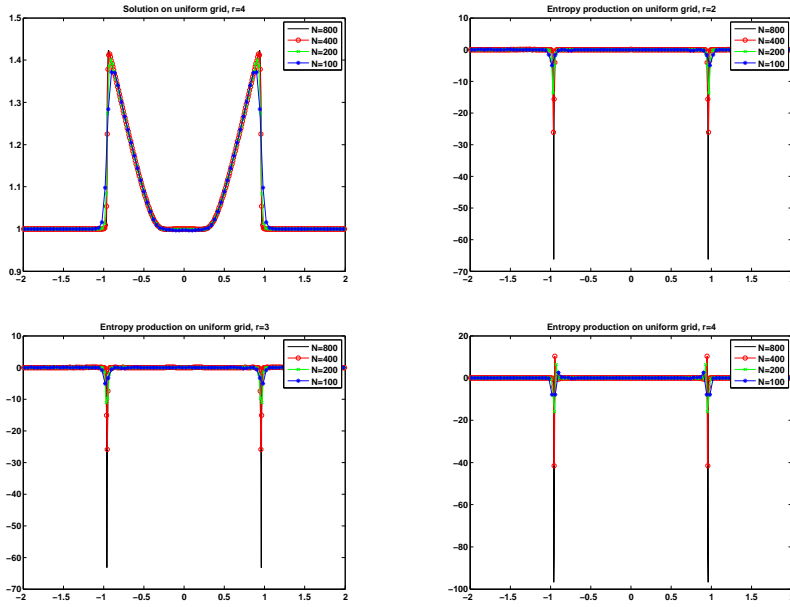 Solution on uniform grid, r=4
1.5
1.4
1.3
1.2
1.1
1
0.9
−2 −1.5 −1 −0.5 0 0.5 1 1.5 2
N=800
N=400
N=200
N=100
Entropy production on uniform grid, r=2
10
0
−10
−20
−30
−40
−50
−60
−70
−2 −1.5 −1 −0.5 0 0.5 1 1.5 2
N=800
N=400
N=200
N=100
Entropy production on uniform grid, r=3
10
0
−10
−20
−30
−40
−50
−60
−70
−2 −1.5 −1 −0.5 0 0.5 1 1.5 2
N=800
N=400
N=200
N=100
Entropy production on uniform grid, r=4
20
0
−20
−40
−60
−80
−100
−2 −1.5 −1 −0.5 0 0.5 1 1.5 2
N=800
N=400
N=200
N=100